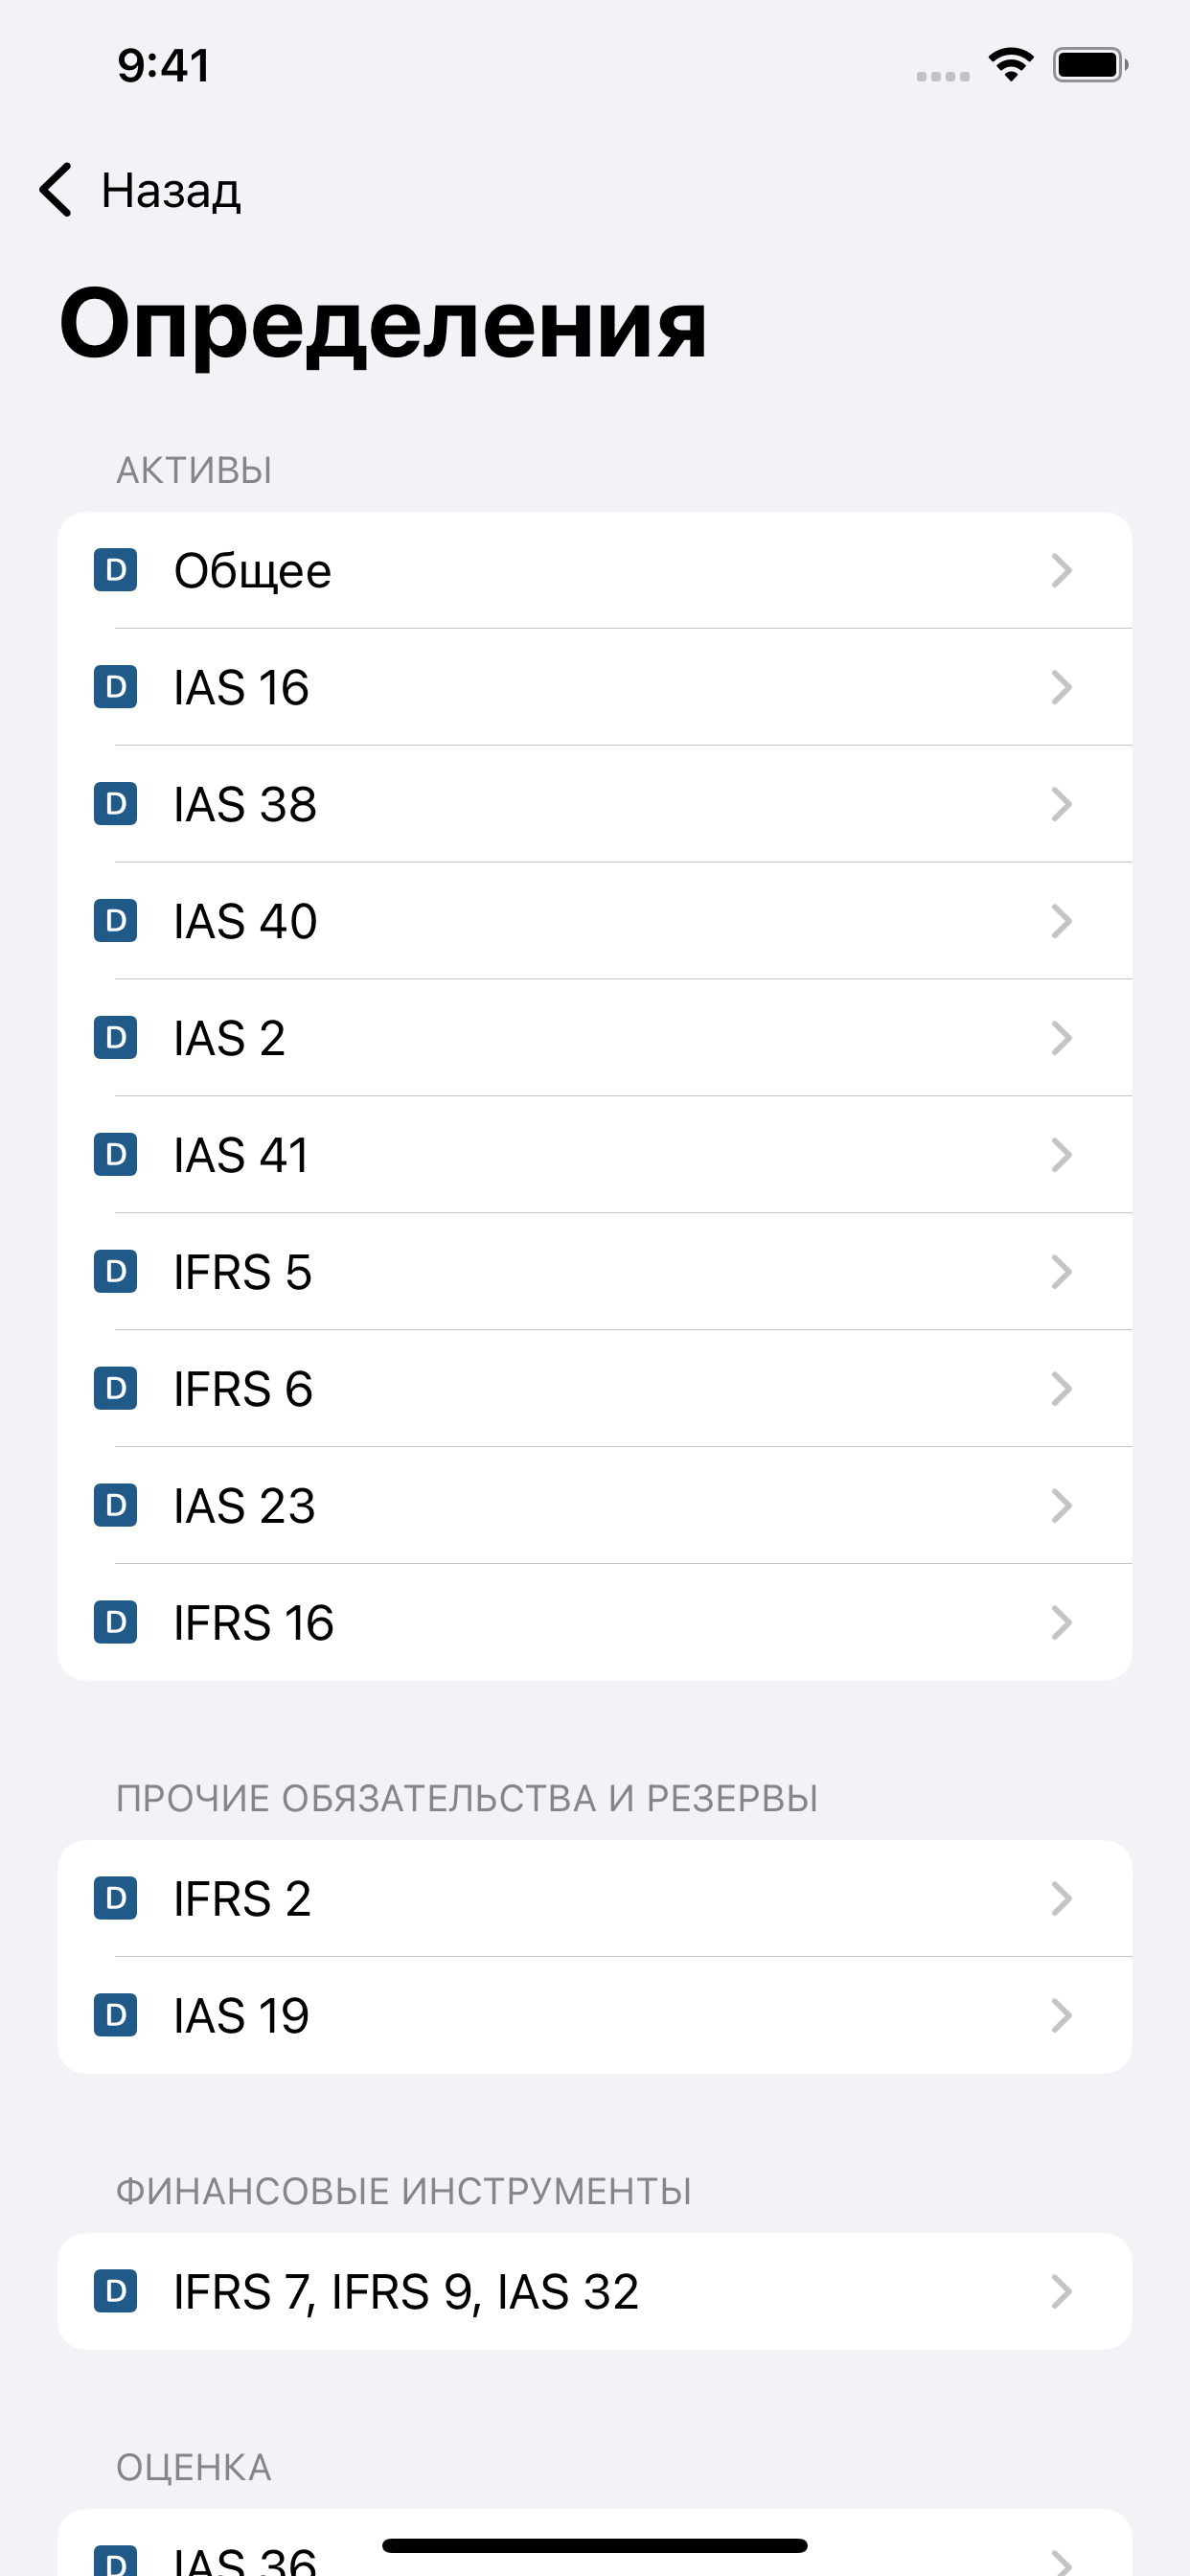 9:41
Назад
Определения
АКТИВЫ
D Общее
D IAS 16
D IAS 38
D IAS 40
D IAS 2
D IAS 41
D IFRS 5
D IFRS 6
D IAS 23
D IFRS 16
ПРОЧИЕ ОБЯЗАТЕЛЬСТВА И РЕЗЕРВЫ
D IFRS 2
D IAS 19
ФИНАНСОВЫЕ ИНСТРУМЕНТЫ
D IFRS 7, IFRS 9, IAS 32
ОЦЕНКА
D IAS 36